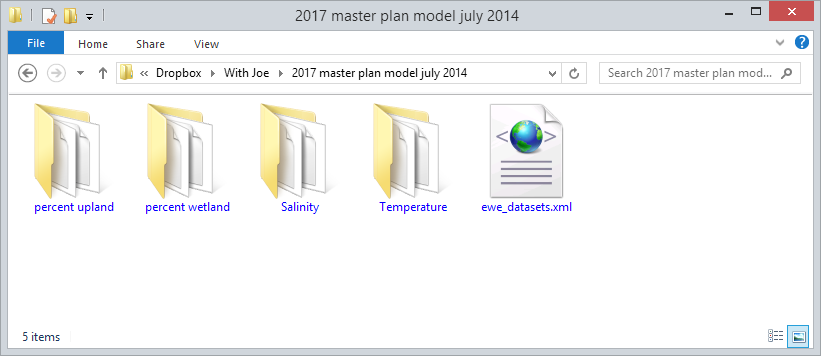 2017 master plan model july 2014
File Home Share View
« Dropbox With Joe 2017 master plan model july 2014 Search 2017 master plan mod...
percent upland percent wetland Salinity Temperature ewe_datasets.xml
5 items